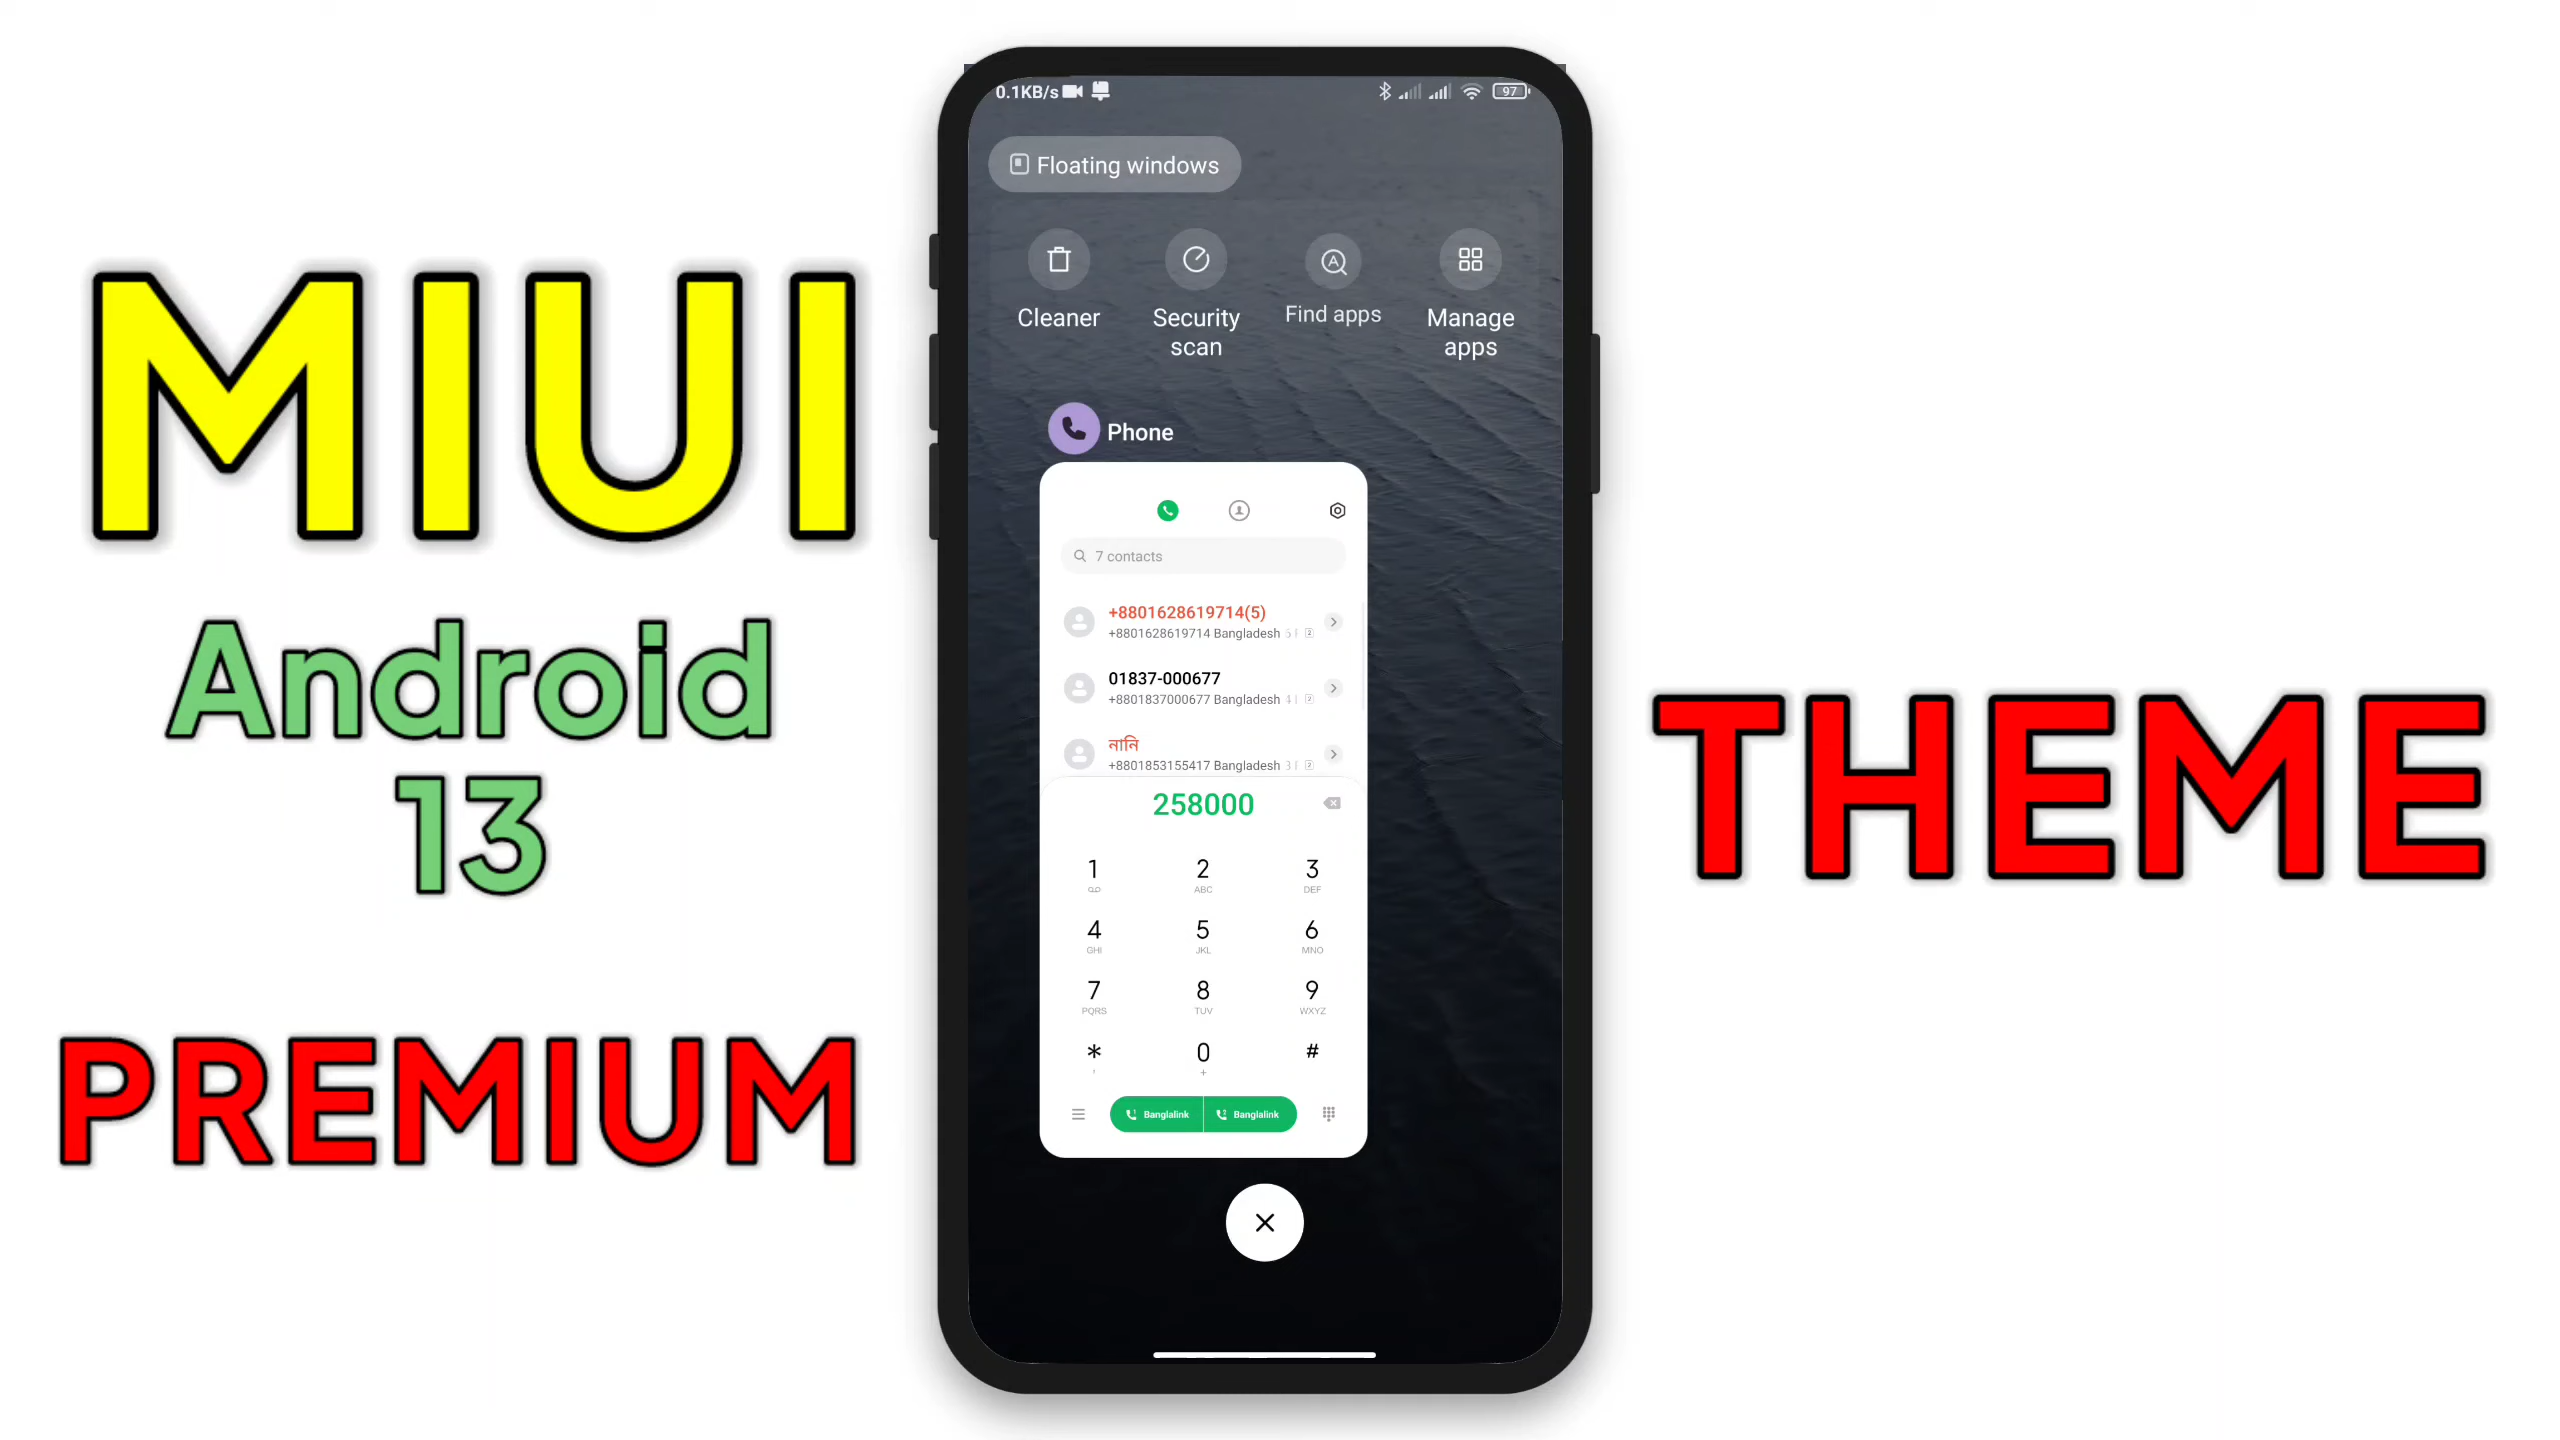 MIUI
Android
13
PREMIUM
THEME
0.1KB/s
97
Floating windows
Cleaner
Security
scan
Find apps
Manage
apps
Phone
7 contacts
+8801628619714(5)
+8801628619714 Bangladesh
01837-000677
+8801837000677 Bangladesh
নানি
+8801853155417 Bangladesh
258000
1 2 3
ABC DEF
4 5 6
GHI JKL MNO
7 8 9
PQRS TUV WXYZ
* 0 #
, +
1 Banglalink 2 Banglalink